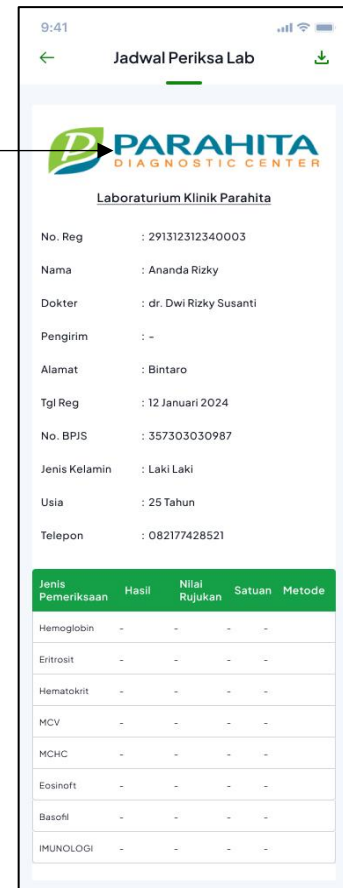 9:41
Jadwal Periksa Lab
PARAHITA
DIAGNOSTIC CENTER
Laboraturium Klinik Parahita
No. Reg : 291312312340003
Nama : Ananda Rizky
Dokter : dr. Dwi Rizky Susanti
Pengirim : -
Alamat : Bintaro
Tgl Reg : 12 Januari 2024
No. BPJS : 357303030987
Jenis Kelamin : Laki Laki
Usia : 25 Tahun
Telepon : 082177428521
Jenis Pemeriksaan Hasil Nilai Rujukan Satuan Metode
Hemoglobin - - - -
Eritrosit - - - -
Hematokrit - - - -
MCV - - - -
MCHC - - - -
Eosinoft - - - -
Basofil - - - -
IMUNOLOGI - - - -